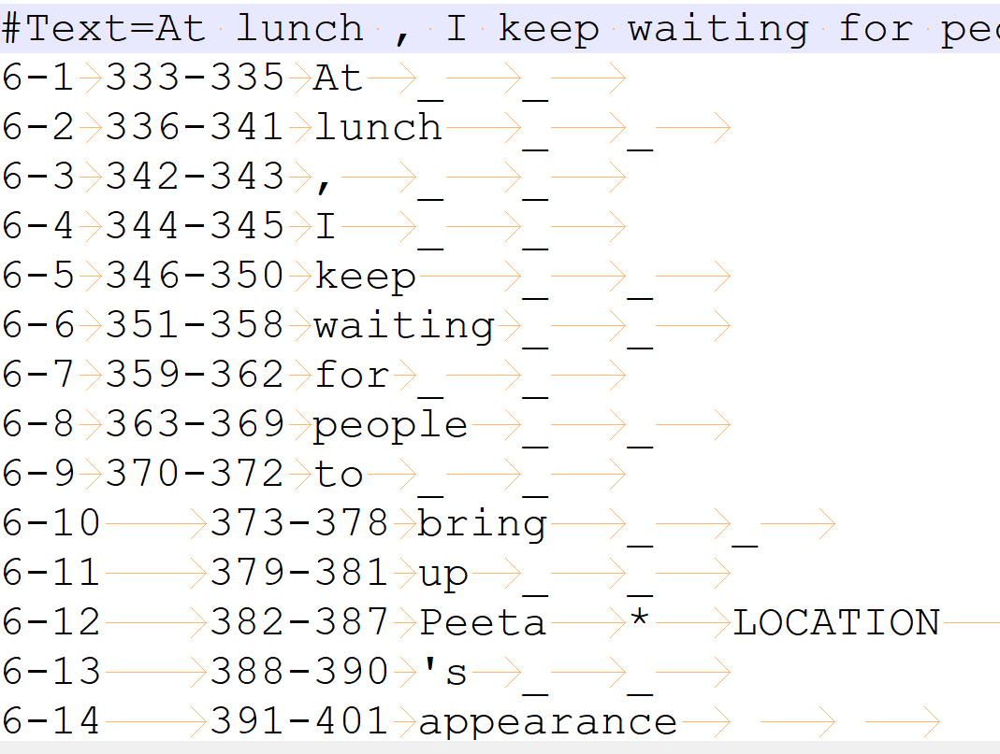 #Text=At lunch , I keep waiting for
6-1 333-335 At _ _
6-2 336-341 lunch _ _
6-3 342-343 , _ _
6-4 344-345 I _ _
6-5 346-350 keep _ _
6-6 351-358 waiting _ _
6-7 359-362 for _ _
6-8 363-369 people _ _
6-9 370-372 to _ _
6-10 373-378 bring _ _
6-11 379-381 up _ _
6-12 382-387 Peeta * LOCATION
6-13 388-390 's _ _
6-14 391-401 appearance